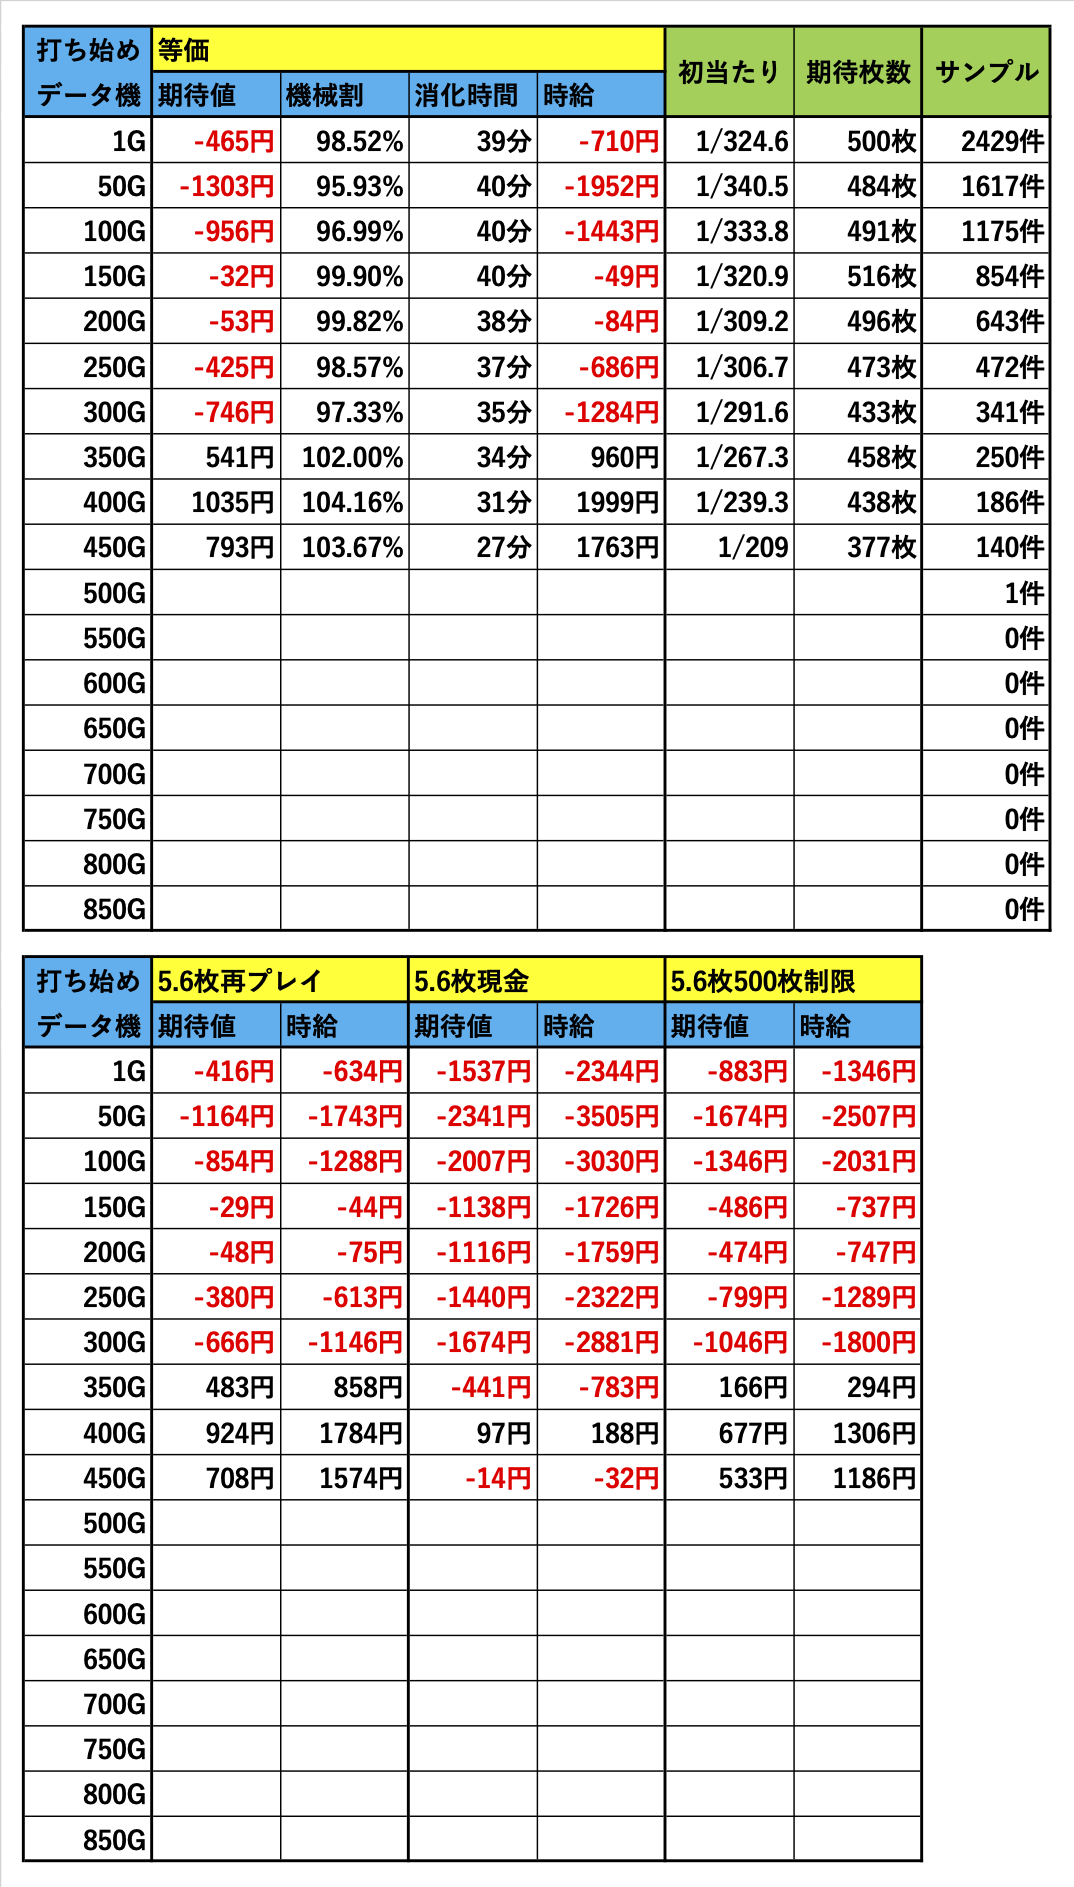 打ち始め 等価 初当たり 期待枚数 サンプル
データ機 期待値 機械割 消化時間 時給
1G -465円 98.52% 39分 -710円 1/324.6 500枚 2429件
50G -1303円 95.93% 40分 -1952円 1/340.5 484枚 1617件
100G -956円 96.99% 40分 -1443円 1/333.8 491枚 1175件
150G -32円 99.90% 40分 -49円 1/320.9 516枚 854件
200G -53円 99.82% 38分 -84円 1/309.2 496枚 643件
250G -425円 98.57% 37分 -686円 1/306.7 473枚 472件
300G -746円 97.33% 35分 -1284円 1/291.6 433枚 341件
350G 541円 102.00% 34分 960円 1/267.3 458枚 250件
400G 1035円 104.16% 31分 1999円 1/239.3 438枚 186件
450G 793円 103.67% 27分 1763円 1/209 377枚 140件
500G 1件
550G 0件
600G 0件
650G 0件
700G 0件
750G 0件
800G 0件
850G 0件
打ち始め 5.6枚再プレイ 5.6枚現金 5.6枚500枚制限
データ機 期待値 時給 期待値 時給 期待値 時給
1G -416円 -634円 -1537円 -2344円 -883円 -1346円
50G -1164円 -1743円 -2341円 -3505円 -1674円 -2507円
100G -854円 -1288円 -2007円 -3030円 -1346円 -2031円
150G -29円 -44円 -1138円 -1726円 -486円 -737円
200G -48円 -75円 -1116円 -1759円 -474円 -747円
250G -380円 -613円 -1440円 -2322円 -799円 -1289円
300G -666円 -1146円 -1674円 -2881円 -1046円 -1800円
350G 483円 858円 -441円 -783円 166円 294円
400G 924円 1784円 97円 188円 677円 1306円
450G 708円 1574円 -14円 -32円 533円 1186円
500G
550G
600G
650G
700G
750G
800G
850G